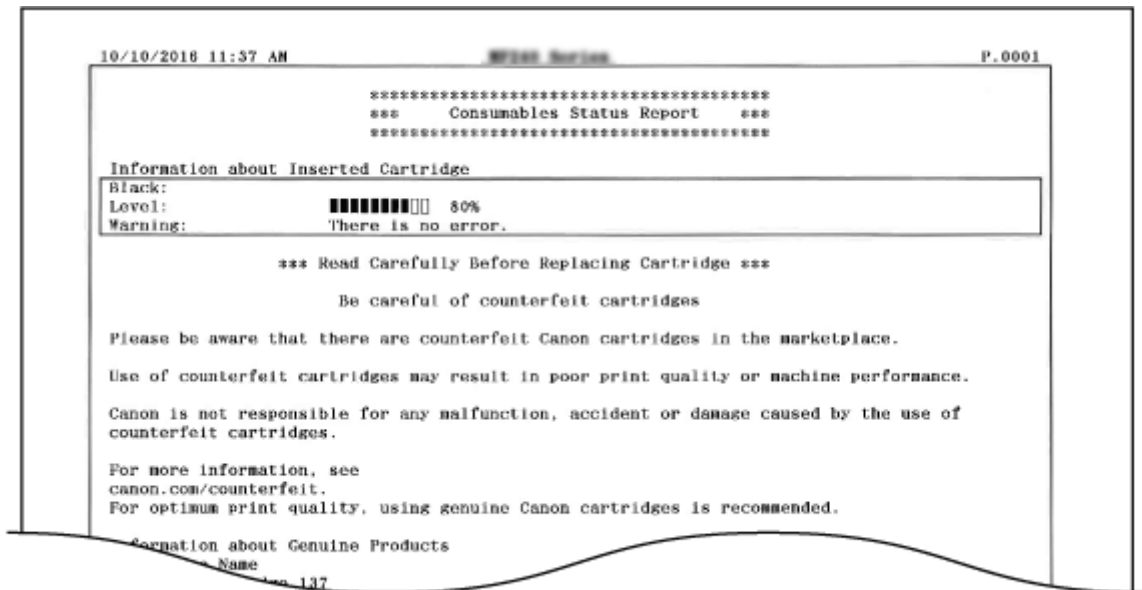 10/10/2016 11:37 AM P.0001
****************************************
*** Consumables Status Report ***
****************************************
Information about Inserted Cartridge
Black:
Level: 80%
Warning: There is no error.
*** Read Carefully Before Replacing Cartridge ***
Be careful of counterfeit cartridges
Please be aware that there are counterfeit Canon cartridges in the marketplace.
Use of counterfeit cartridges may result in poor print quality or machine performance.
Canon is not responsible for any malfunction, accident or damage caused by the use of
counterfeit cartridges.
For more information, see
canon.com/counterfeit.
For optimum print quality, using genuine Canon cartridges is recommended.
about Genuine Products
Name
137